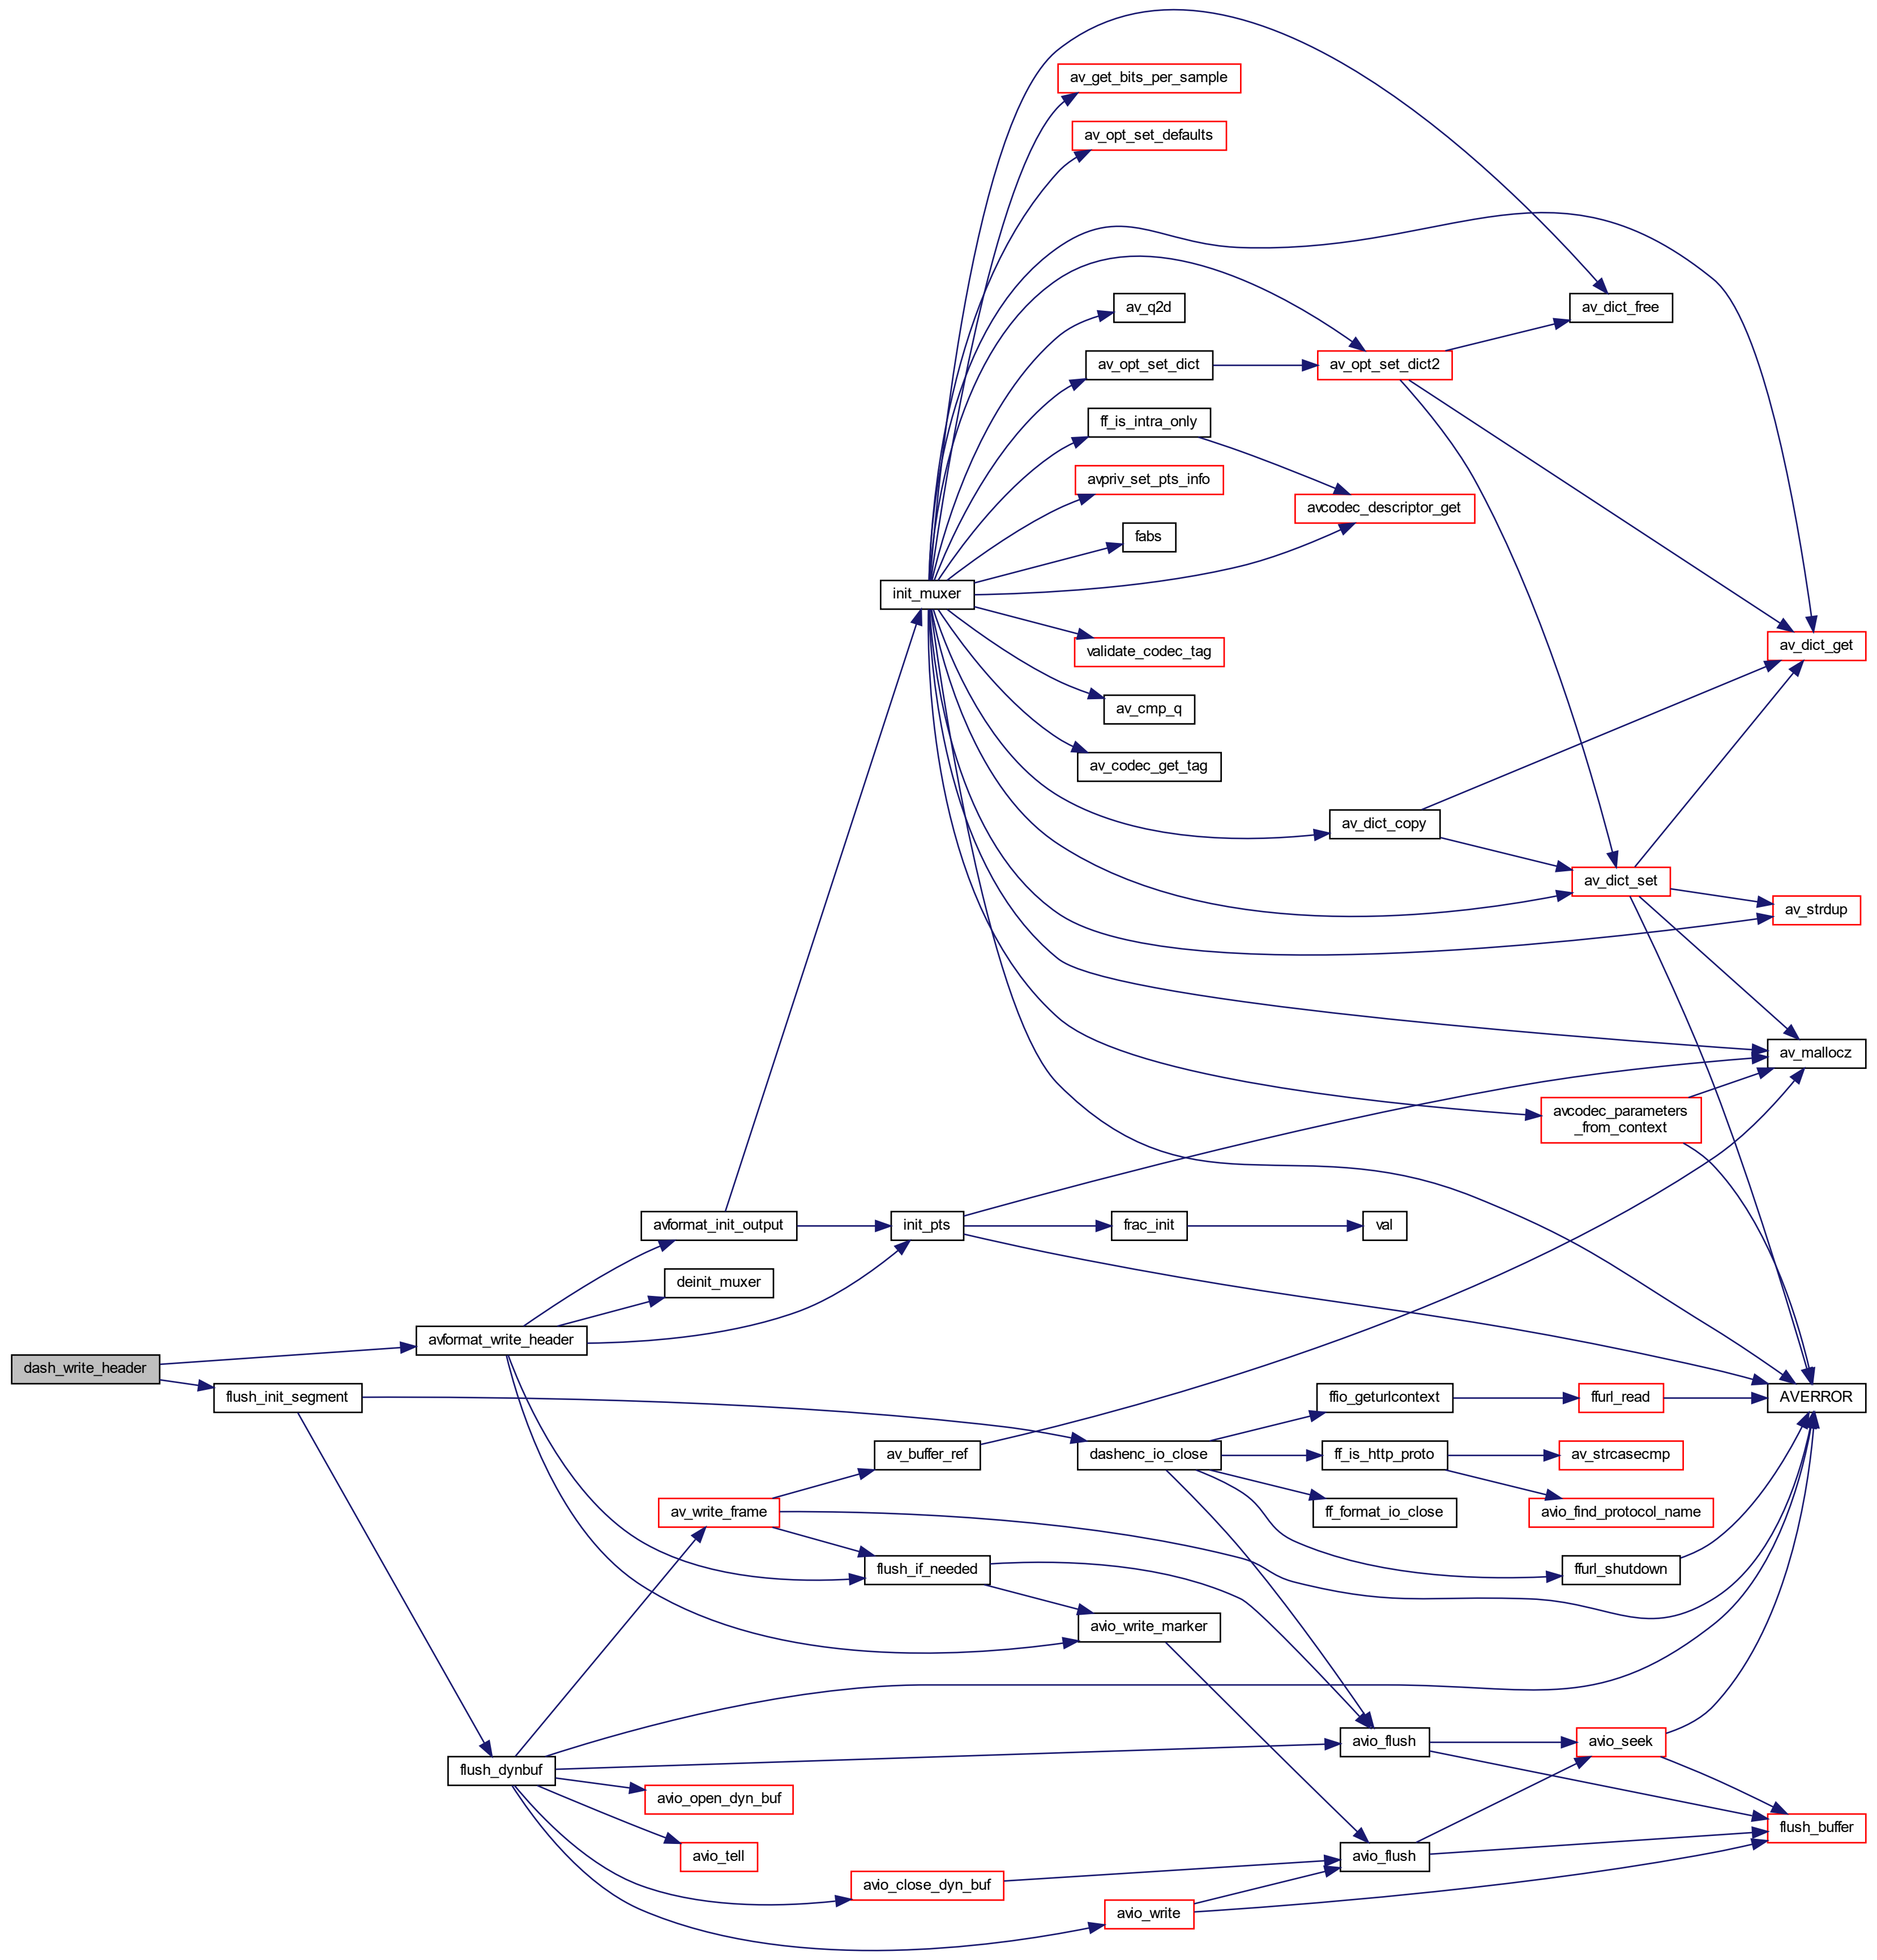 av_get_bits_per_sample
av_opt_set_defaults
av_q2d
av_dict_free
av_opt_set_dict
av_opt_set_dict2
ff_is_intra_only
avpriv_set_pts_info
avcodec_descriptor_get
fabs
init_muxer
validate_codec_tag
av_dict_get
av_cmp_q
av_codec_get_tag
av_dict_copy
av_dict_set
av_strdup
av_mallocz
avcodec_parameters
_from_context
avformat_init_output
init_pts
frac_init
val
deinit_muxer
avformat_write_header
dash_write_header
flush_init_segment
ffio_geturlcontext
ffurl_read
AVERROR
av_buffer_ref
dashenc_io_close
ff_is_http_proto
av_strcasecmp
av_write_frame
ff_format_io_close
avio_find_protocol_name
flush_if_needed
ffurl_shutdown
avio_write_marker
avio_flush
avio_seek
flush_dynbuf
avio_open_dyn_buf
flush_buffer
avio_tell
avio_flush
avio_close_dyn_buf
avio_write